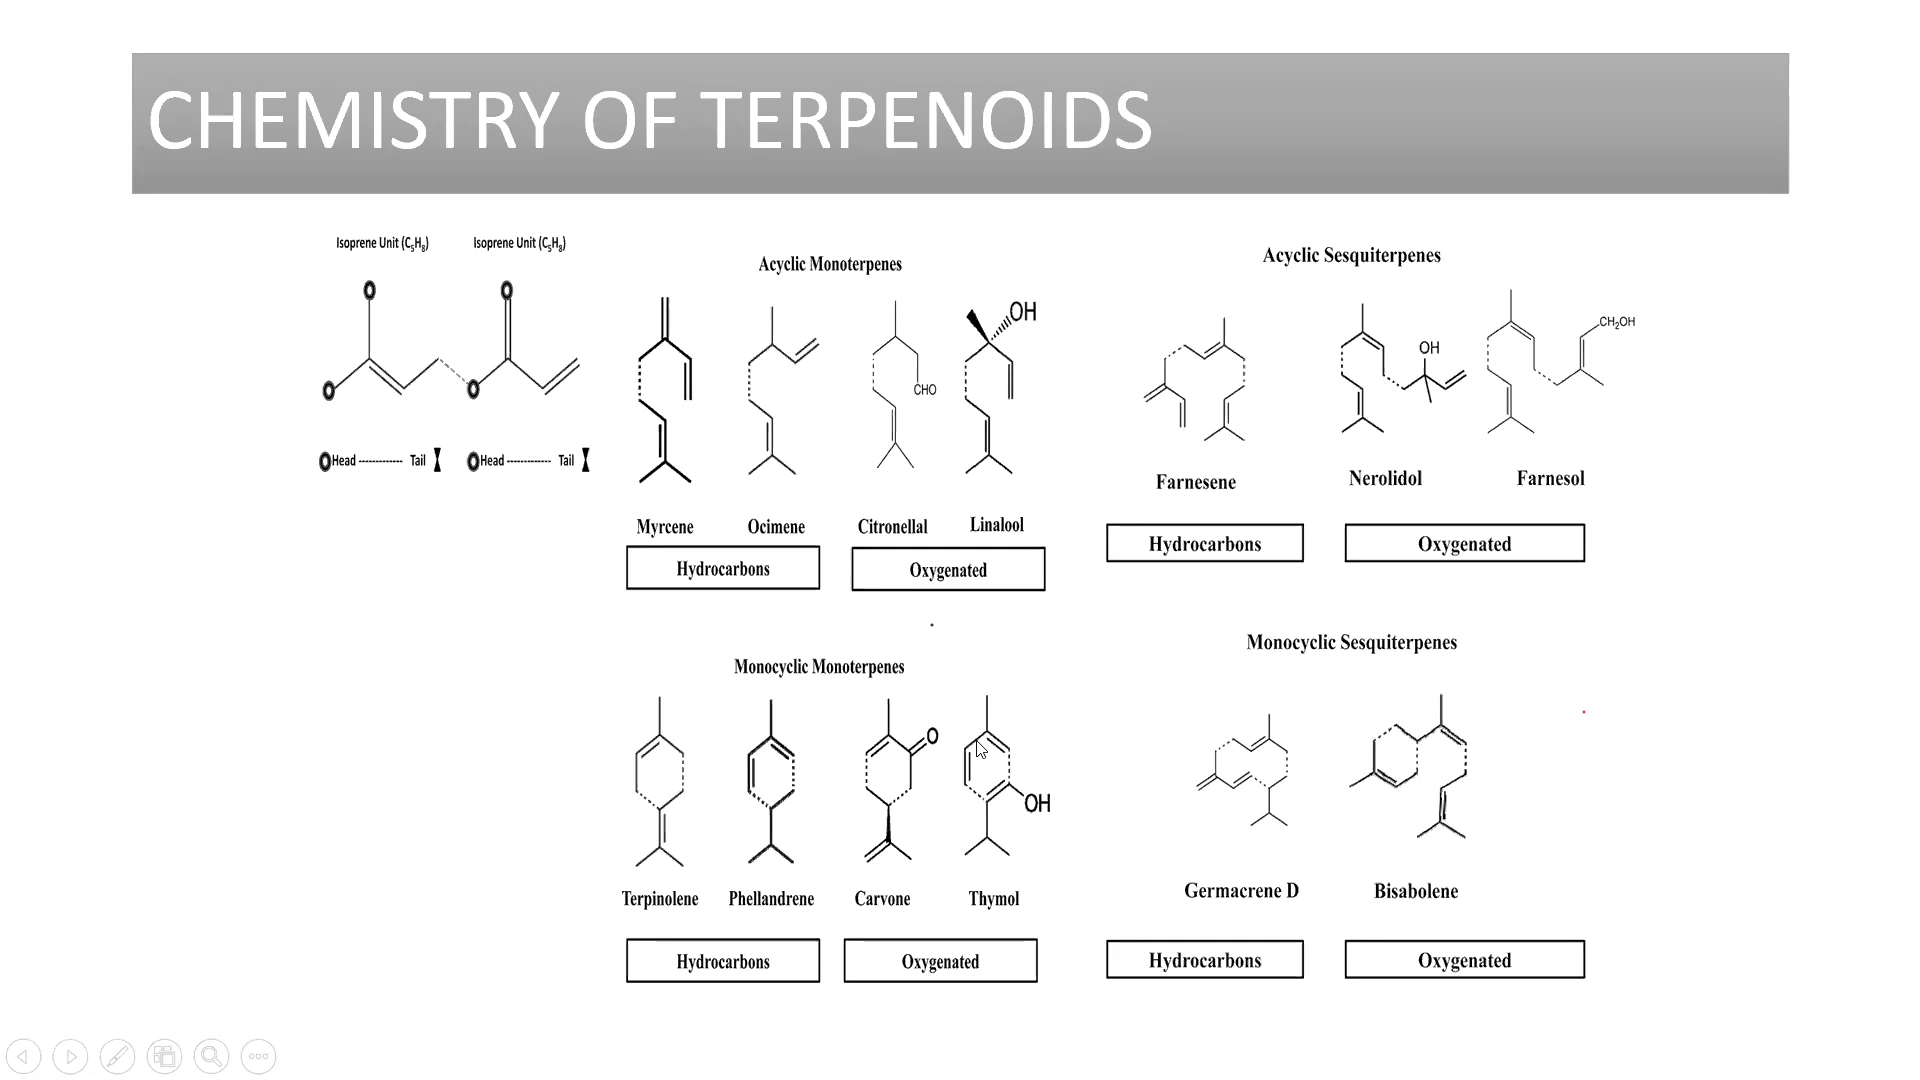 CHEMISTRY OF TERPENOIDS
Isoprene Unit (C₅H₈) Isoprene Unit (C₅H₈)
Head ----------- Tail Head ----------- Tail
Acyclic Monoterpenes
OH
CHO
Myrcene Ocimene Citronellal Linalool
Hydrocarbons Oxygenated
Acyclic Sesquiterpenes
OH
CH₂OH
Farnesene Nerolidol Farnesol
Hydrocarbons Oxygenated
Monocyclic Monoterpenes
O
OH
Terpinolene Phellandrene Carvone Thymol
Hydrocarbons Oxygenated
Monocyclic Sesquiterpenes
Germacrene D Bisabolene
Hydrocarbons Oxygenated